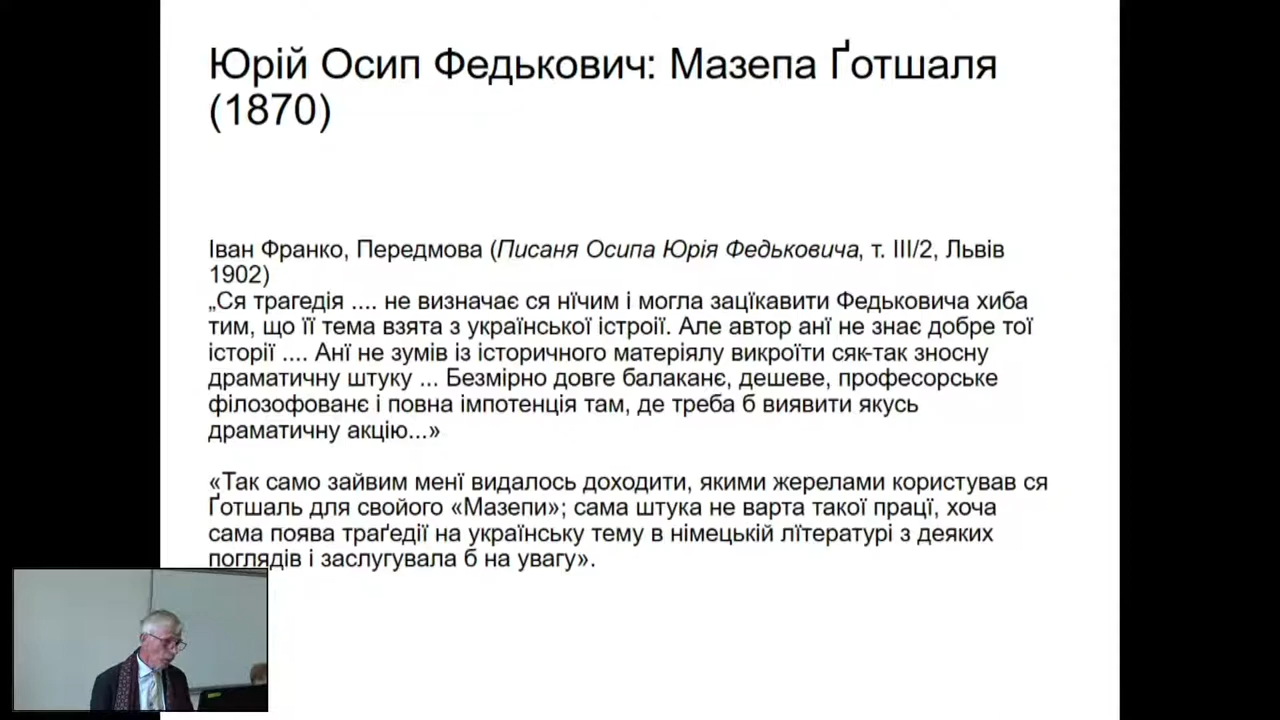 Юрій Осип Федькович: Мазепа Ґотшаля
(1870)
Іван Франко, Передмова (Писаня Осипа Юрія Федьковича, т. III/2, Львів
1902)
„Ся трагедія .... не визначає ся нїчим і могла зацїкавити Федьковича хиба
тим, що її тема взята з української істроії. Але автор анї не знає добре тої
історії .... Анї не зумів із історичного матеріялу викроїти сяк-так зносну
драматичну штуку ... Безмірно довге балаканє, дешеве, професорське
фільозофованє і повна імпотенція там, де треба б виявити якусь
драматичну акцію...»
«Так само зайвим менї видалось доходити, якими жерелами користував ся
Ґотшаль для свойого «Мазепи»; сама штука не варта такої працї, хоча
сама поява траґедії на українську тему в німецькій лїтературі з деяких
поглядів і заслугувала б на увагу».